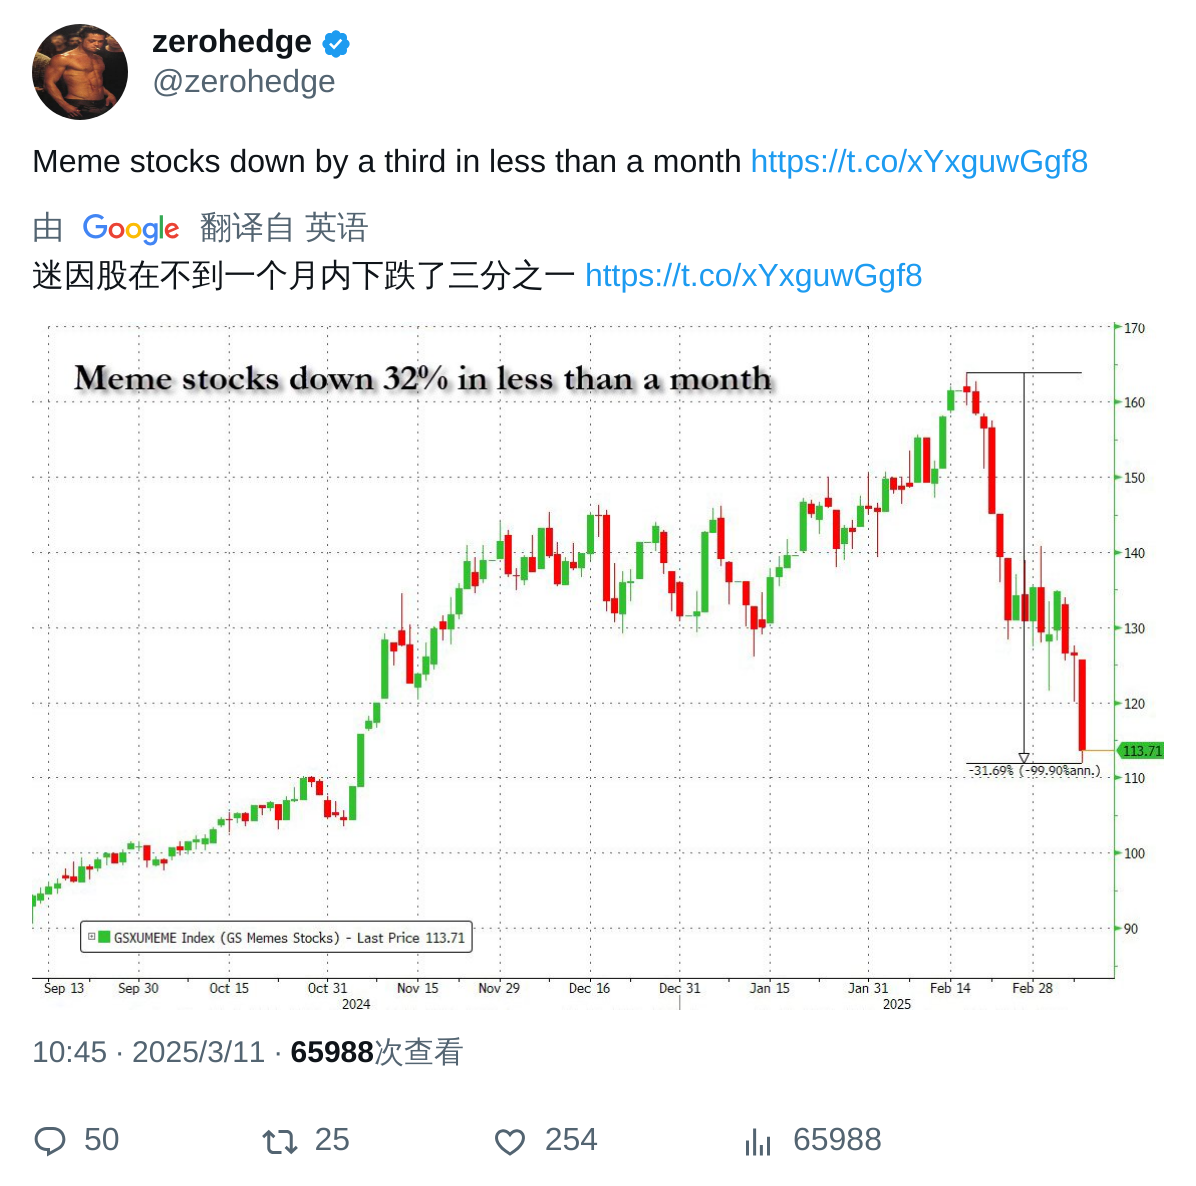 zerohedge
@zerohedge
Meme stocks down by a third in less than a month https://t.co/xYxguwGgf8
由 Google 翻译自 英语
迷因股在不到一个月内下跌了三分之一 https://t.co/xYxguwGgf8
Meme stocks down 32% in less than a month
170
160
150
140
130
120
113.71
110
-31.69% (-99.90%ann.)
100
90
GSXUMEME Index (GS Memes Stocks) - Last Price 113.71
Sep 13 Sep 30 Oct 15 Oct 31 Nov 15 Nov 29 Dec 16 Dec 31 Jan 15 Jan 31 Feb 14 Feb 28
2024 2025
10:45 · 2025/3/11 · 65988次查看
50 25 254 65988